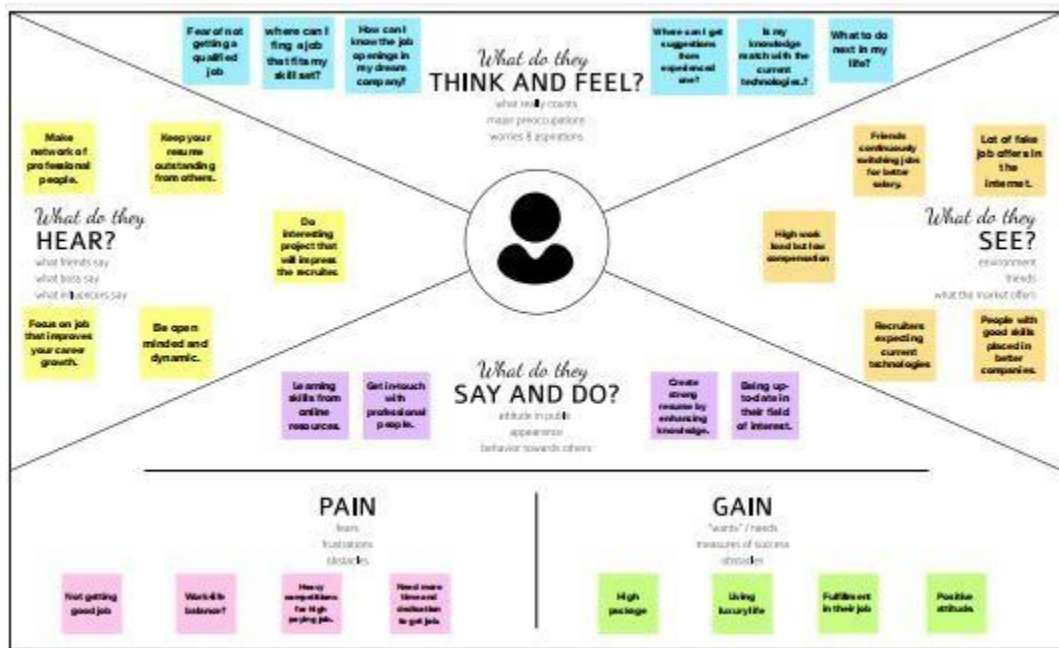 Fear of not
getting a
qualified
job
where can I
fing a job
that fits my
skill set?
How can I
know the job
openings in
my dream
company?
What do they
THINK AND FEEL?
what really counts
major preoccupations
worries & aspirations
Where can I get
suggestions
from
experienced
one?
Is my
knowledge
match with the
current
technologies.?
What to do
next in my
life?
Make
network of
professional
people.
Keep your
resume
outstanding
from others.
What do they
HEAR?
what friends say
what boss say
what influencers say
Do
interesting
project that
will impress
the recruiter.
Focus on job
that improves
your career
growth.
Be open
minded and
dynamic.
Friends
continuously
switching jobs
for better
salary.
Lot of fake
job offers in
the
internet.
High work
load but low
compensation
What do they
SEE?
environment
friends
what the market offers
Recruiters
expecting
current
technologies
People with
good skills
placed in
better
companies.
What do they
SAY AND DO?
attitude in public
appearance
behavior towards others
Learning
skills from
online
resources.
Get in-touch
with
professional
people.
Create
strong
resume by
enhancing
knowledge.
Being up-
to-date in
their field
of interest.
PAIN
fears
frustrations
obstacles
Not getting
good job
Work-life
balance?
Heavy
competitions
for high
paying job.
Need more
time and
dedication
to get job.
GAIN
"wants" / needs
measures of success
obstacles
High
package
Living
luxury life
Fulfillment
in their job
Positive
attitude.